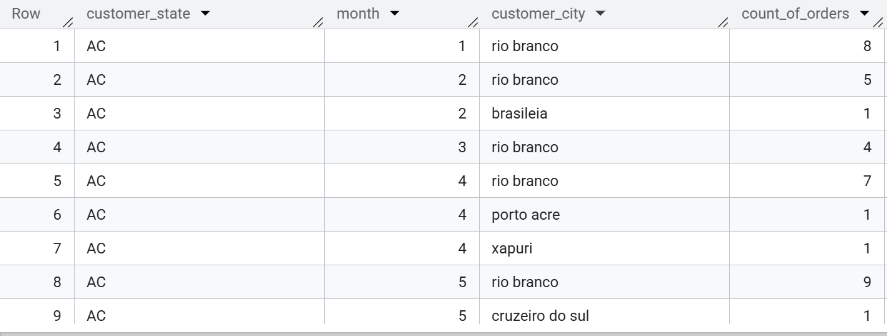 Row customer_state month customer_city count_of_orders
1 AC 1 rio branco 8
2 AC 2 rio branco 5
3 AC 2 brasileia 1
4 AC 3 rio branco 4
5 AC 4 rio branco 7
6 AC 4 porto acre 1
7 AC 4 xapuri 1
8 AC 5 rio branco 9
9 AC 5 cruzeiro do sul 1